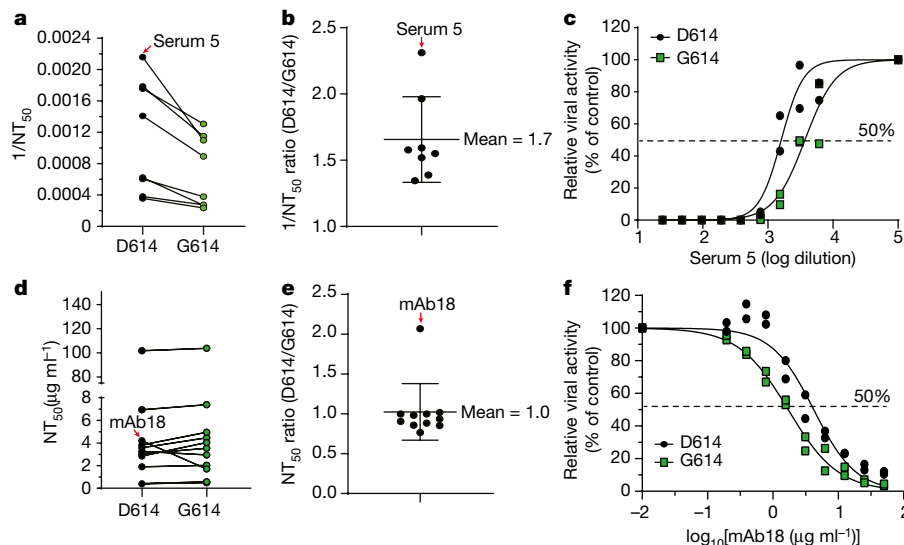 a
1/NT50
0.0024
0.0020
0.0016
0.0012
0.0008
0.0004
0
Serum 5
D614 G614
b
1/NT50 ratio (D614/G614)
2.5
2.0
1.5
1.0
Serum 5
Mean = 1.7
c
D614
G614
Relative viral activity
(% of control)
120
100
80
60
40
20
0
50%
1 2 3 4 5
Serum 5 (log dilution)
d
NT50(µg ml−1)
140
120
100
80
8
6
4
2
0
mAb18
D614 G614
e
NT50 ratio (D614/G614)
2.5
2.0
1.5
1.0
0.5
0
mAb18
Mean = 1.0
f
Relative viral activity
(% of control)
120
100
80
60
40
20
0
50%
D614
G614
−2 −1 0 1 2
log10[mAb18 (µg ml−1)]